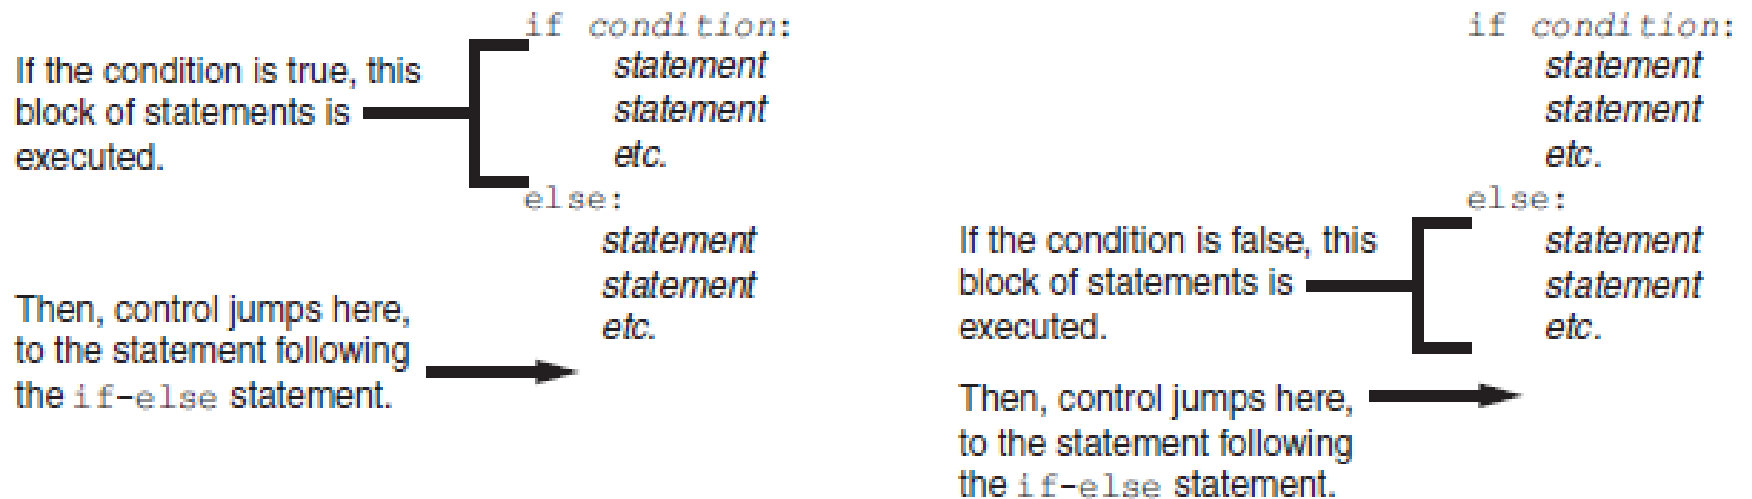 if condition:
If the condition is true, this
block of statements is
executed.
statement
statement
etc.
else:
statement
statement
etc.
Then, control jumps here,
to the statement following
the if-else statement.
if condition:
statement
statement
etc.
else:
If the condition is false, this
block of statements is
executed.
statement
statement
etc.
Then, control jumps here,
to the statement following
the if-else statement.